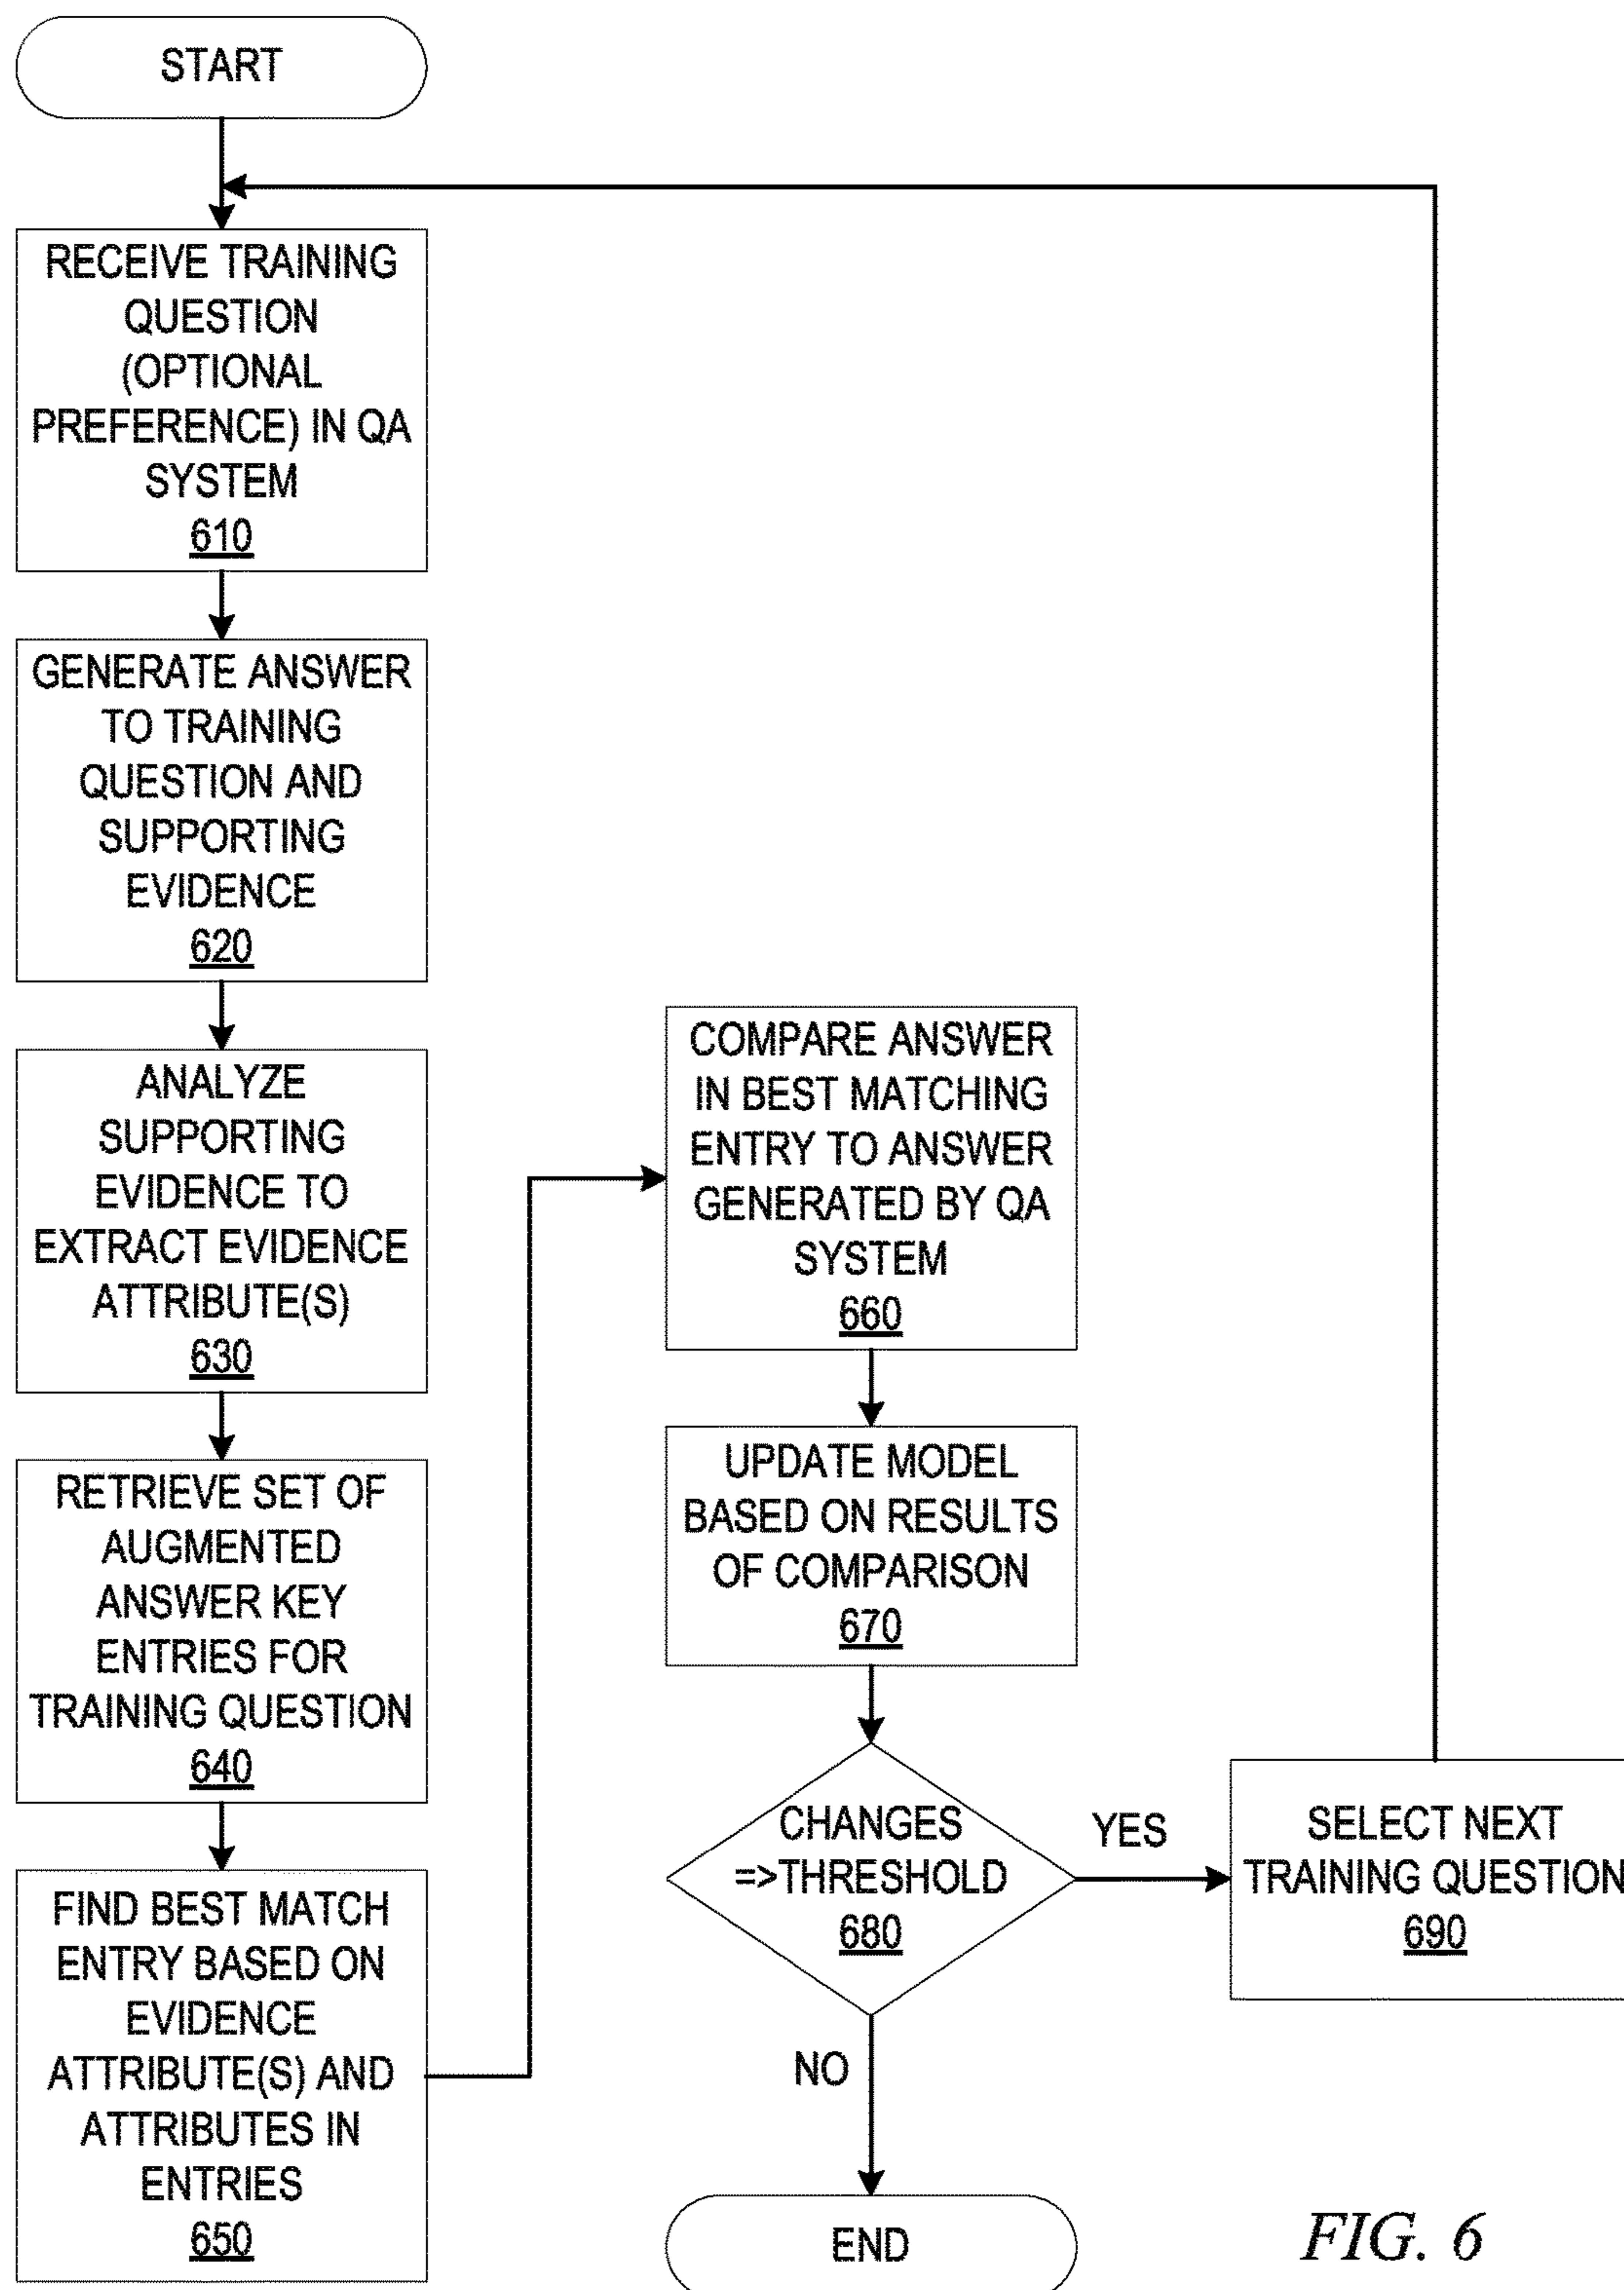 START
RECEIVE TRAINING
QUESTION
(OPTIONAL
PREFERENCE) IN QA
SYSTEM
610
GENERATE ANSWER
TO TRAINING
QUESTION AND
SUPPORTING
EVIDENCE
620
ANALYZE
SUPPORTING
EVIDENCE TO
EXTRACT EVIDENCE
ATTRIBUTE(S)
630
RETRIEVE SET OF
AUGMENTED
ANSWER KEY
ENTRIES FOR
TRAINING QUESTION
640
FIND BEST MATCH
ENTRY BASED ON
EVIDENCE
ATTRIBUTE(S) AND
ATTRIBUTES IN
ENTRIES
650
COMPARE ANSWER
IN BEST MATCHING
ENTRY TO ANSWER
GENERATED BY QA
SYSTEM
660
UPDATE MODEL
BASED ON RESULTS
OF COMPARISON
670
CHANGES
=>THRESHOLD
680
YES
SELECT NEXT
TRAINING QUESTION
690
NO
END
FIG. 6